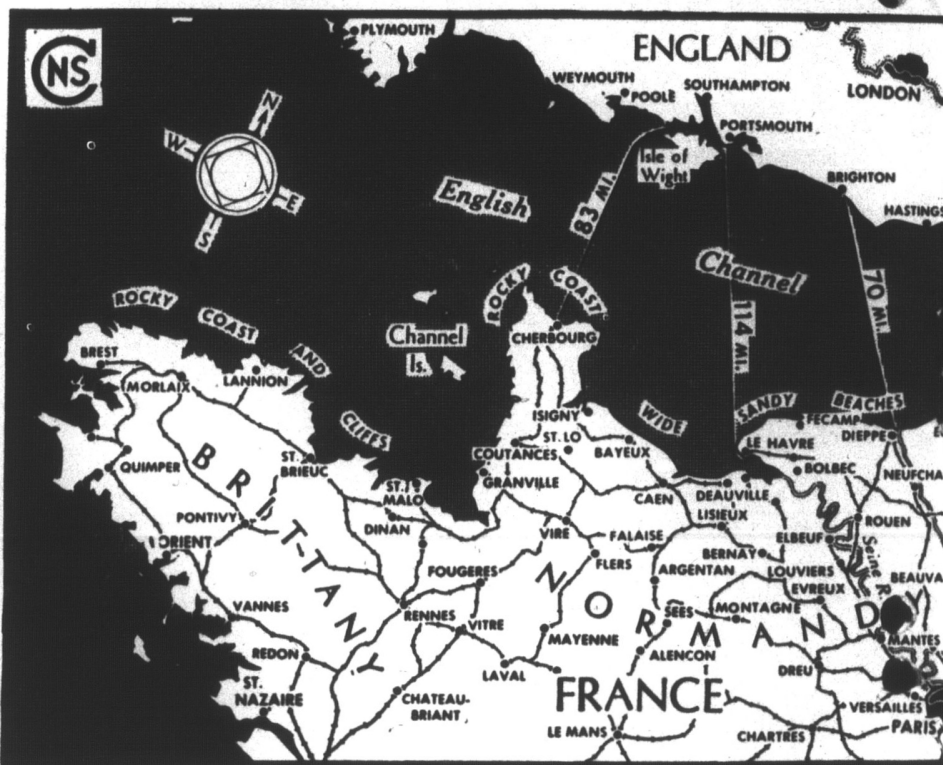 CNS
PLYMOUTH
ENGLAND
WEYMOUTH
POOLE
SOUTHAMPTON
LONDON
PORTSMOUTH
Isle of
Wight
BRIGHTON
HASTINGS
N
W
E
S
English
Channel
83 MI.
114 MI.
70 MI.
ROCKY
COAST
AND
CLIFFS
ROCKY
COAST
Channel
Is.
CHERBOURG
WIDE
SANDY
BEACHES
BREST
MORLAIX
LANNION
ISIGNY
ST. LO
COUTANCES
BAYEUX
GRANVILLE
FECAMP
LE HAVRE
DIEPPE
BOLBEC
NEUFCHA
QUIMPER
ST.
BRIEUC
ST.
MALO
CAEN
DEAUVILLE
LISIEUX
ROUEN
PONTIVY
DINAN
VIRE
FALAISE
ELBEUF
Seine R.
ORIENT
FLERS
BERNAY
LOUVIERS
EVREUX
BEAUVA
FOUGERES
ARGENTAN
BRITTANY
NORMANDY
VANNES
RENNES
VITRE
MAYENNE
SEES
MONTAGNE
MANTES
REDON
ALENCON
DREU
LAVAL
ST.
NAZAIRE
CHATEAU-
BRIANT
FRANCE
VERSAILLES
LE MANS
CHARTRES
PARIS